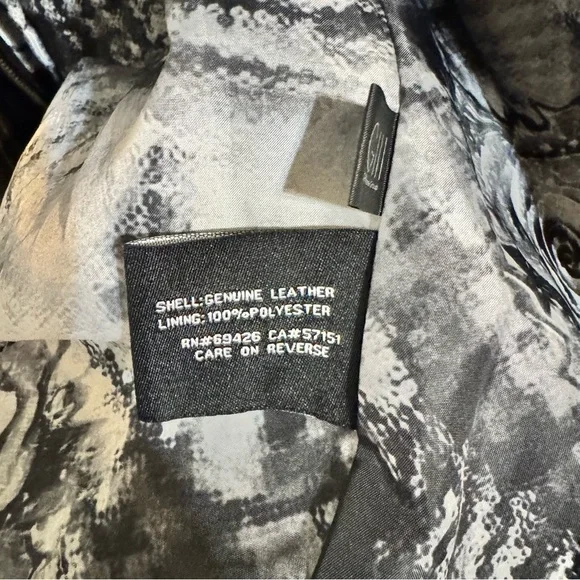 SHELL:GENUINE LEATHER
LINING:100%POLYESTER
RN#69426 CA#57151
CARE ON REVERSE